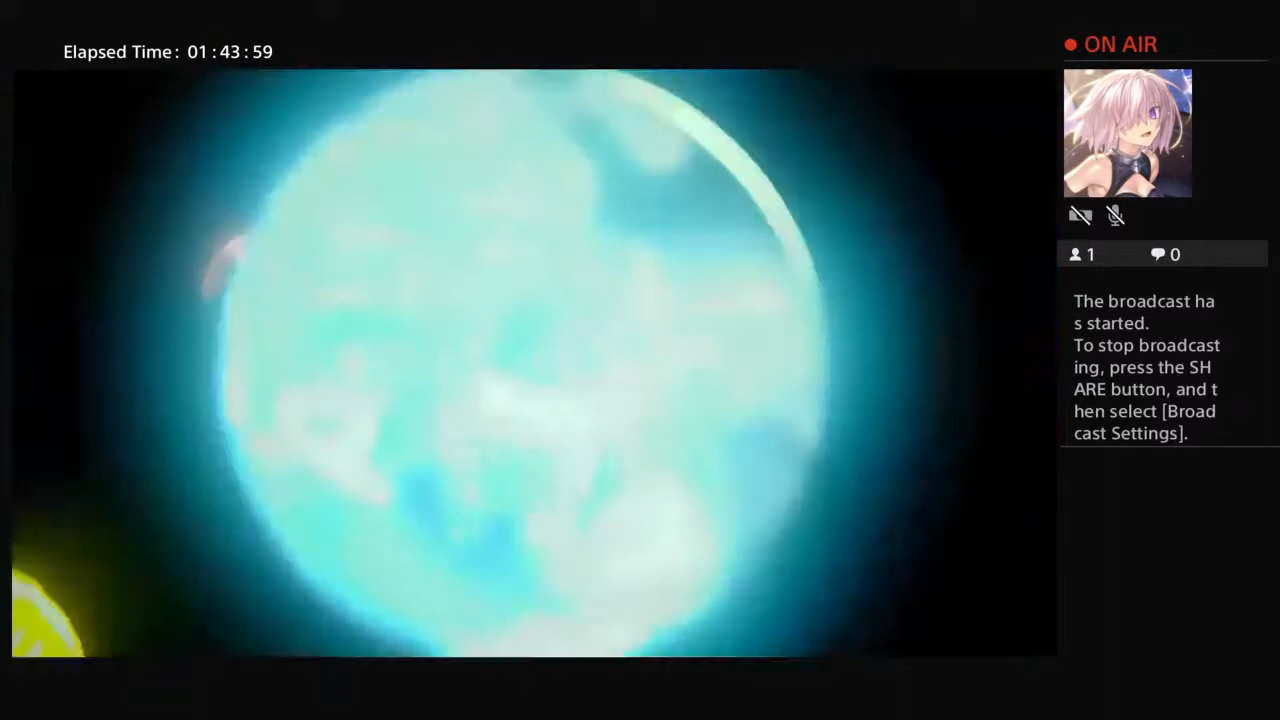 Elapsed Time: 01:43:59
ON AIR
1 0
The broadcast ha
s started.
To stop broadcast
ing, press the SH
ARE button, and t
hen select [Broad
cast Settings].